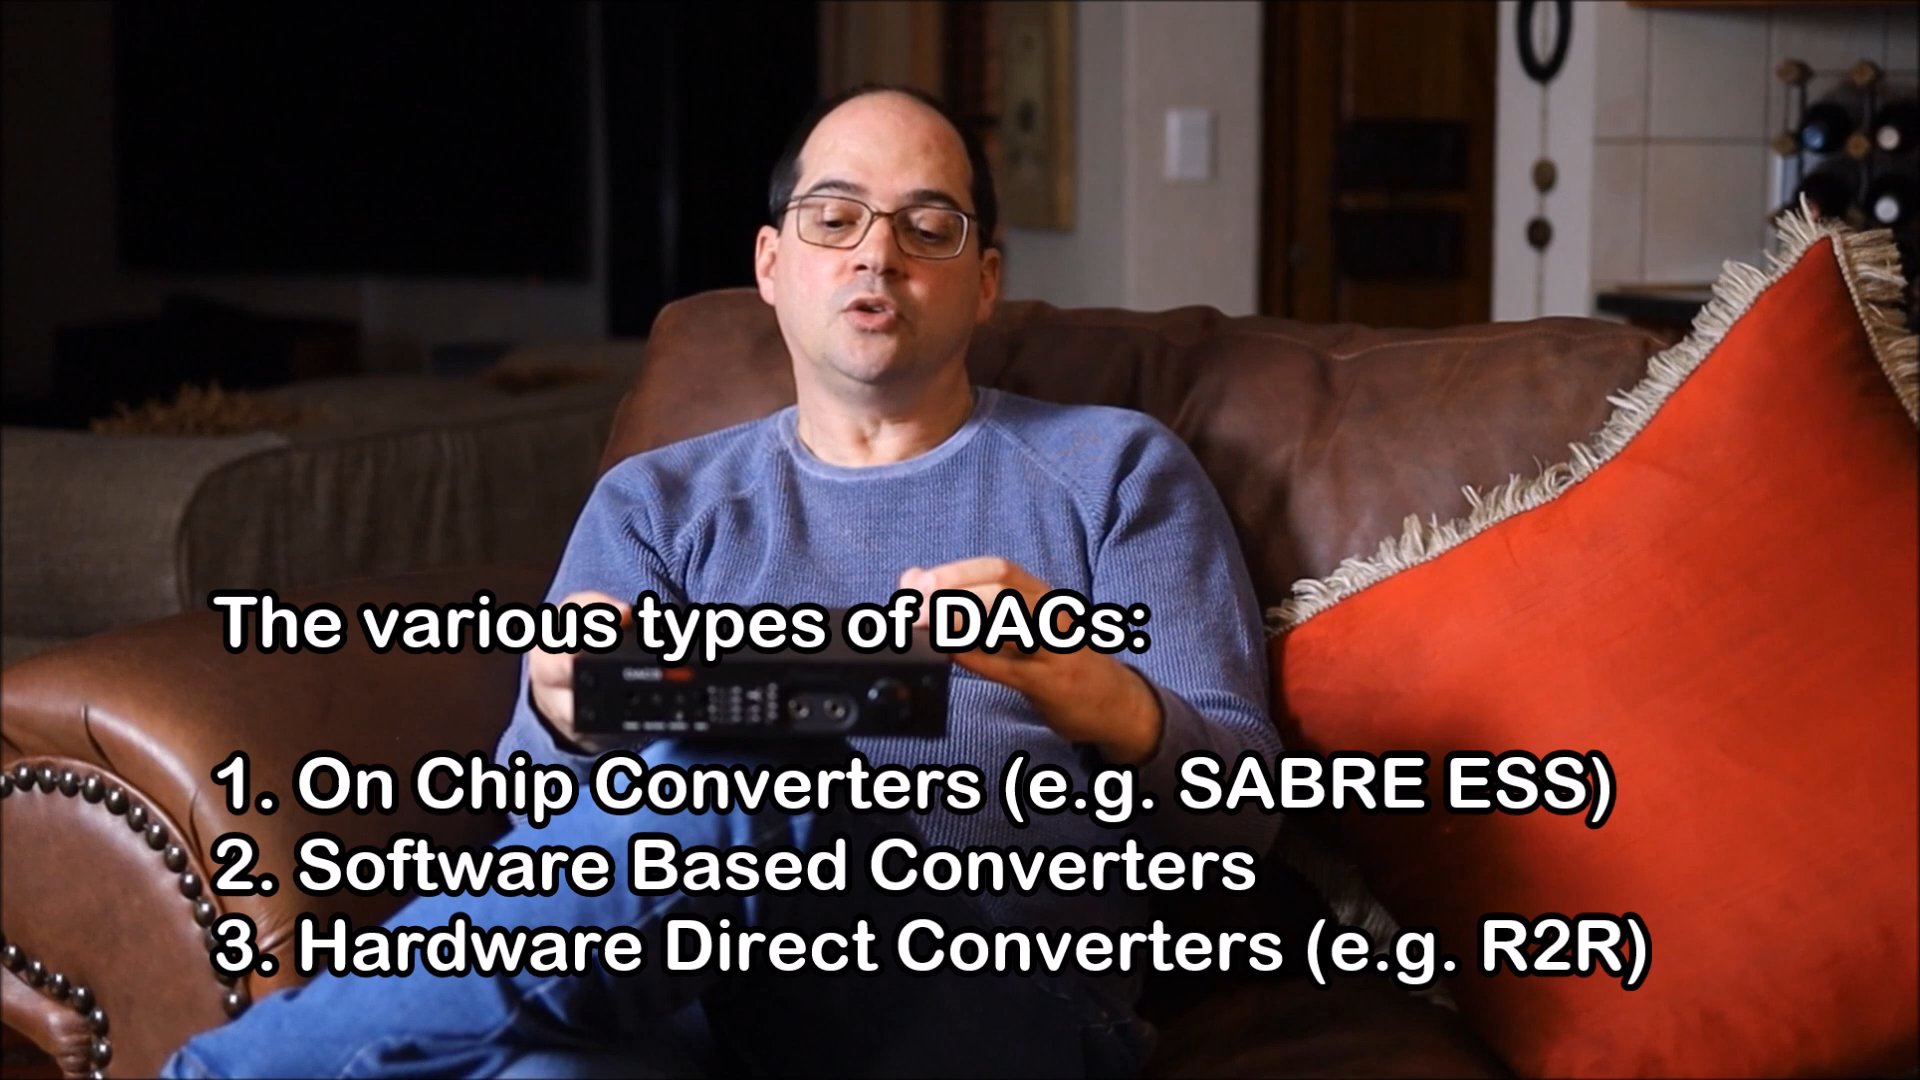 The various types of DACs:
1. On Chip Converters (e.g. SABRE ESS)
2. Software Based Converters
3. Hardware Direct Converters (e.g. R2R)